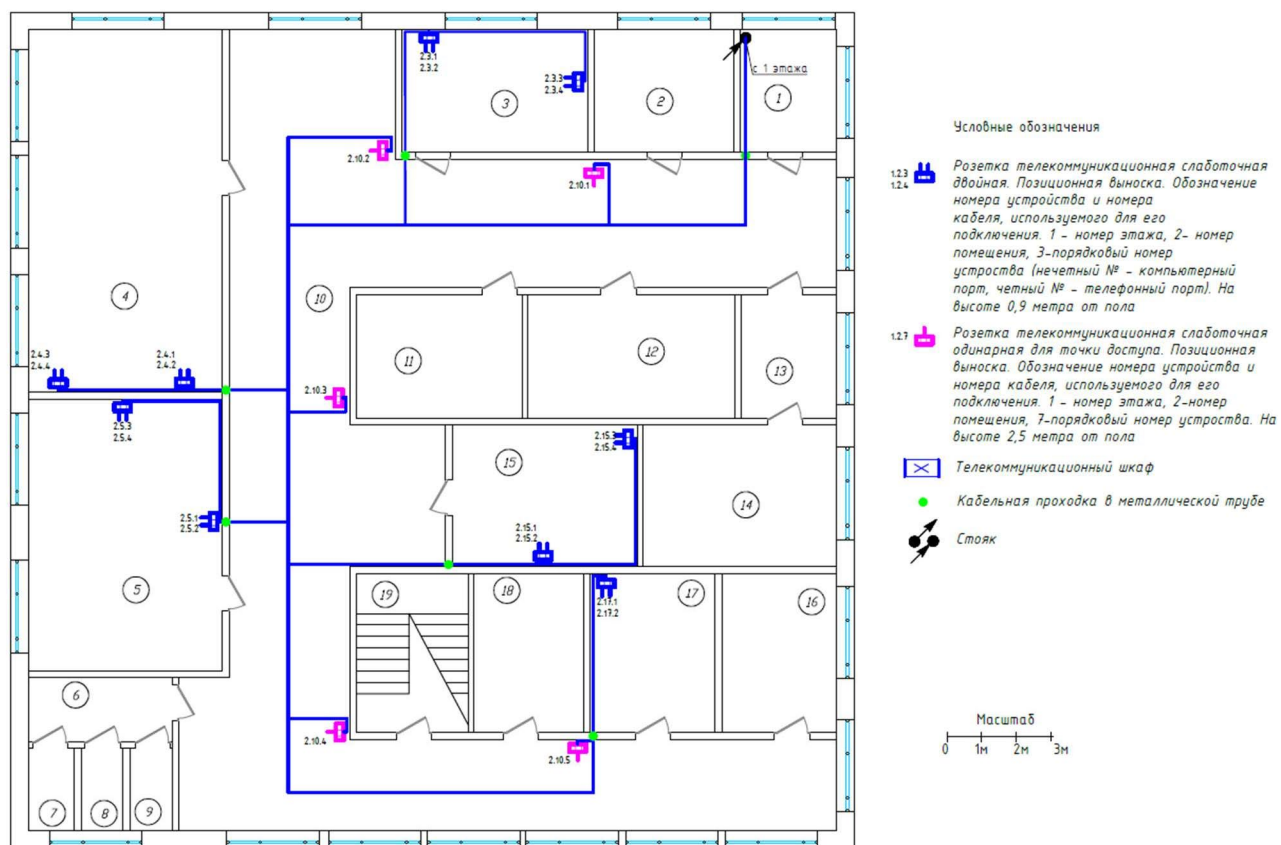 2.3.1
2.3.2
2.3.3
2.3.4
с 1 этажа
3
2
1
2.10.2
2.10.1
4
10
11
12
13
2.4.3
2.4.4
2.4.1
2.4.2
2.10.3
2.5.3
2.5.4
2.15.3
2.15.4
15
14
2.5.1
2.5.2
2.15.1
2.15.2
5
19
18
2.17.1
2.17.2
17
16
6
2.10.4
2.10.5
7
8
9
Условные обозначения
1.2.3
1.2.4
Розетка телекоммуникационная слаботочная
двойная. Позиционная выноска. Обозначение
номера устройства и номера
кабеля, используемого для его
подключения. 1 - номер этажа, 2- номер
помещения, 3-порядковый номер
устроства (нечетный № - компьютерный
порт, четный № - телефонный порт). На
высоте 0,9 метра от пола
1.2.7
Розетка телекоммуникационная слаботочная
одинарная для точки доступа. Позиционная
выноска. Обозначение номера устройства и
номера кабеля, используемого для его
подключения. 1 - номер этажа, 2-номер
помещения, 7-порядковый номер устроства. На
высоте 2,5 метра от пола
Телекоммуникационный шкаф
Кабельная проходка в металлической трубе
Стояк
Масштаб
0 1м 2м 3м